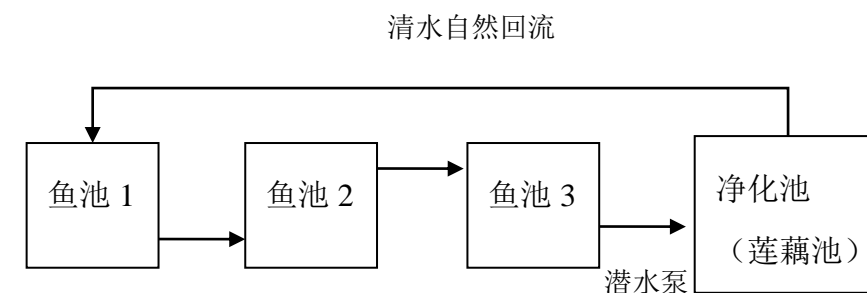 清水自然回流
鱼池 1
鱼池 2
鱼池 3
净化池
（莲藕池）
潜水泵